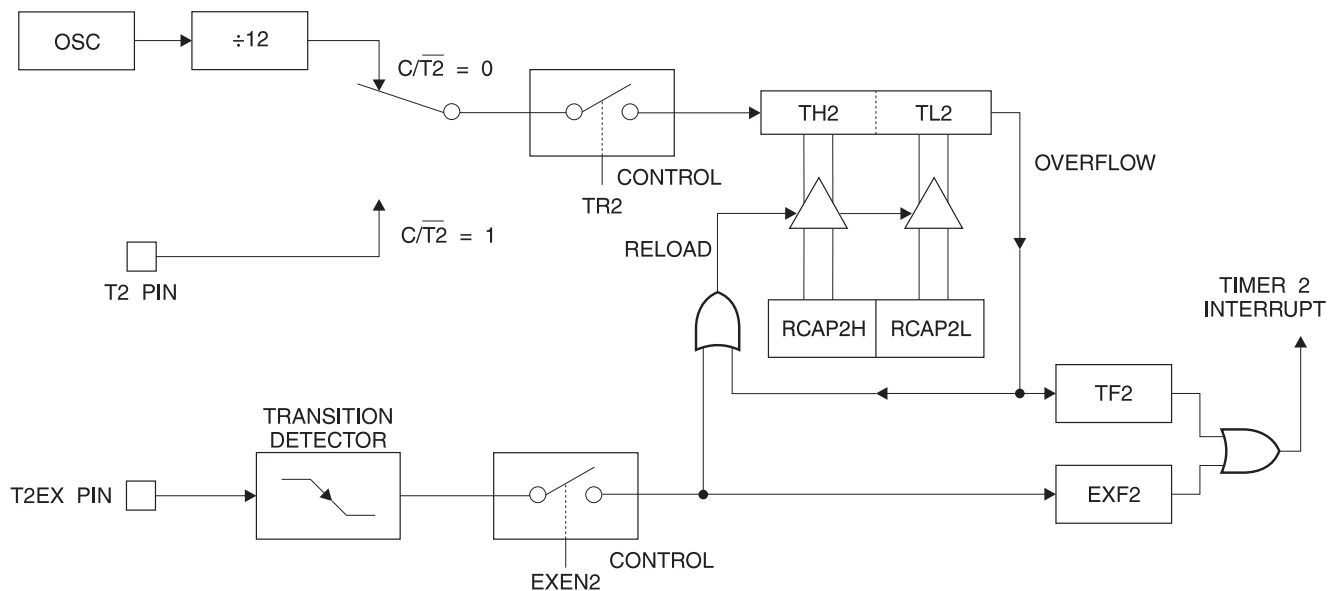 OSC
÷12
C/T2̅ = 0
TH2
TL2
CONTROL
TR2
OVERFLOW
C/T2̅ = 1
RELOAD
T2 PIN
TIMER 2
INTERRUPT
RCAP2H
RCAP2L
TF2
TRANSITION
DETECTOR
T2EX PIN
EXF2
CONTROL
EXEN2